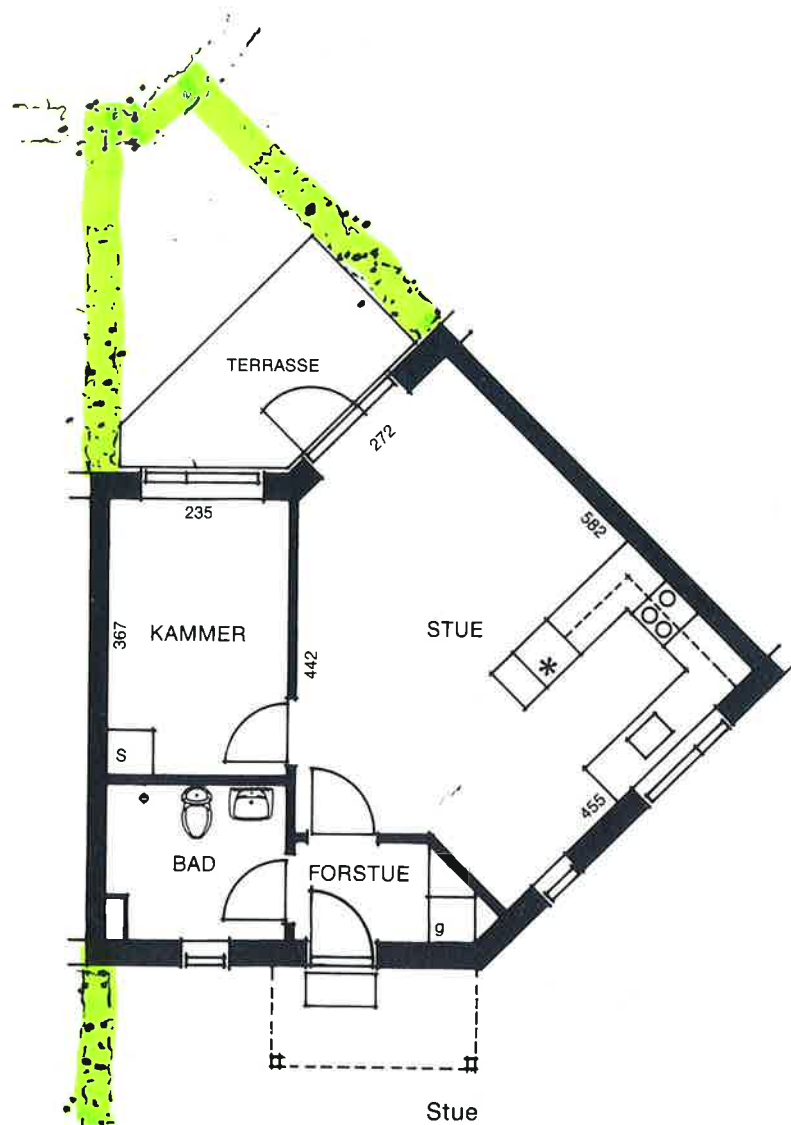 TERRASSE
272
235
582
KAMMER
STUE
367
442
*
S
455
BAD
FORSTUE
g
Stue